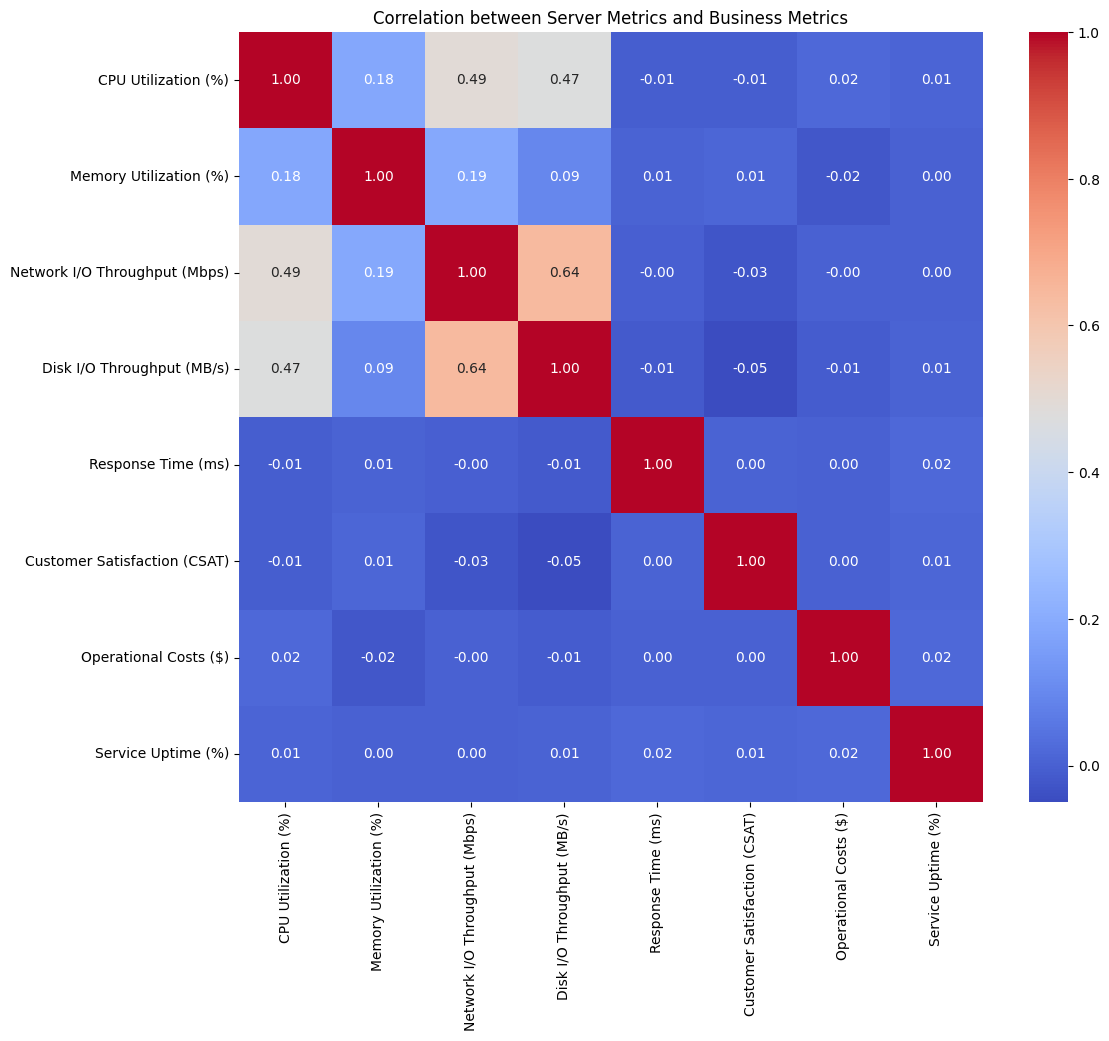 Correlation between Server Metrics and Business Metrics
CPU Utilization (%) 1.00 0.18 0.49 0.47 -0.01 -0.01 0.02 0.01
Memory Utilization (%) 0.18 1.00 0.19 0.09 0.01 0.01 -0.02 0.00
Network I/O Throughput (Mbps) 0.49 0.19 1.00 0.64 -0.00 -0.03 -0.00 0.00
Disk I/O Throughput (MB/s) 0.47 0.09 0.64 1.00 -0.01 -0.05 -0.01 0.01
Response Time (ms) -0.01 0.01 -0.00 -0.01 1.00 0.00 0.00 0.02
Customer Satisfaction (CSAT) -0.01 0.01 -0.03 -0.05 0.00 1.00 0.00 0.01
Operational Costs ($) 0.02 -0.02 -0.00 -0.01 0.00 0.00 1.00 0.02
Service Uptime (%) 0.01 0.00 0.00 0.01 0.02 0.01 0.02 1.00
CPU Utilization (%)
Memory Utilization (%)
Network I/O Throughput (Mbps)
Disk I/O Throughput (MB/s)
Response Time (ms)
Customer Satisfaction (CSAT)
Operational Costs ($)
Service Uptime (%)
1.0
0.8
0.6
0.4
0.2
0.0